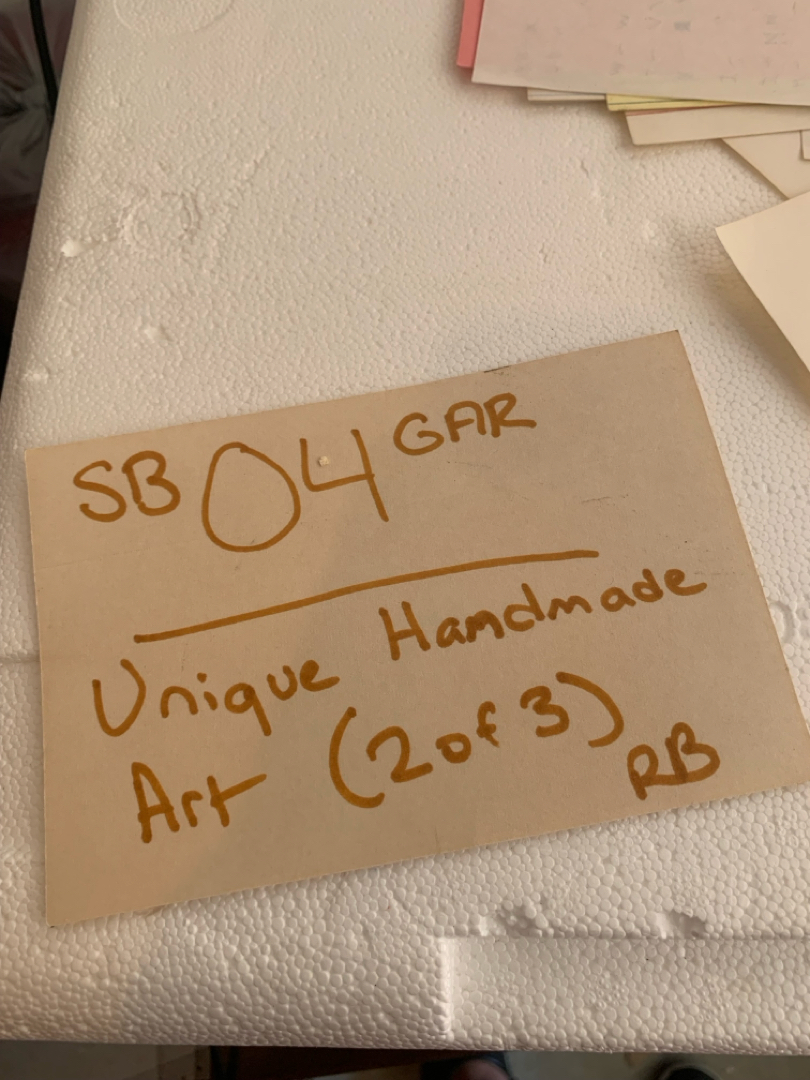 SB 04 GAR
Unique Handmade
Art (2 of 3)
RB